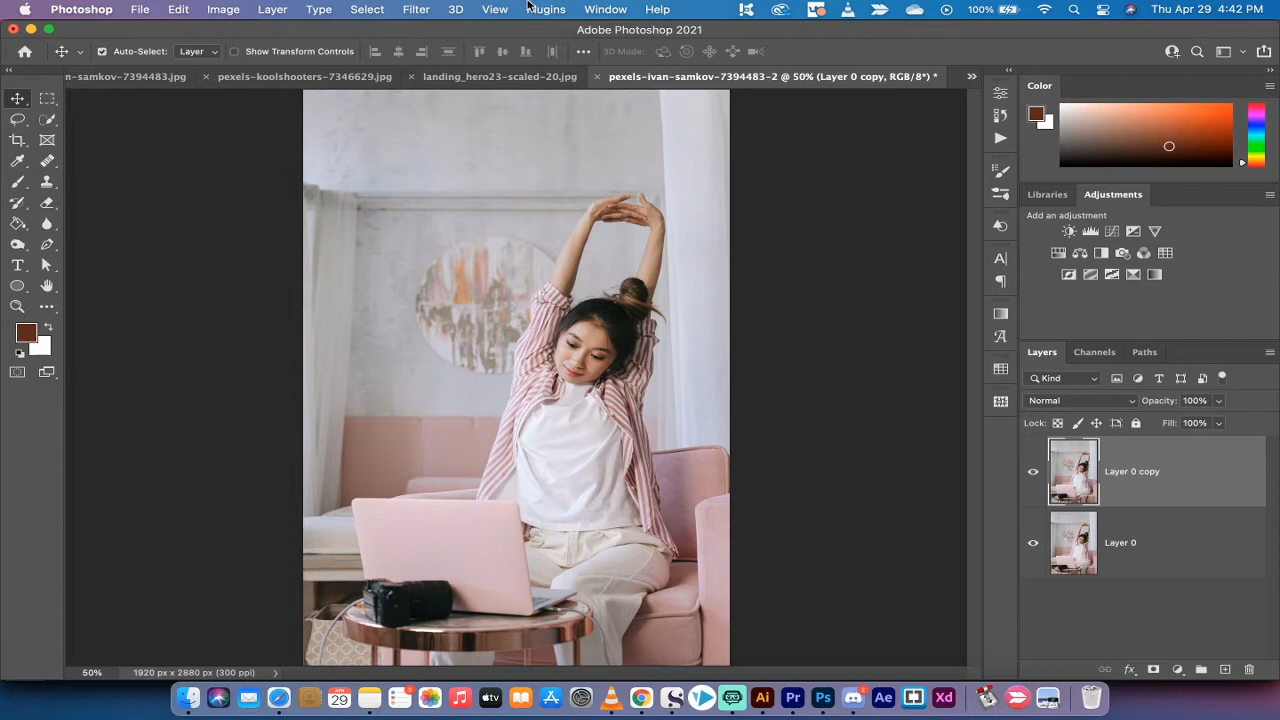 Photoshop File Edit Image Layer Type Select Filter 3D View Plugins Window Help 100% Thu Apr 29 4:42 PM
Adobe Photoshop 2021
Auto-Select: Layer Show Transform Controls 3D Mode:
n-samkov-7394483.jpg pexels-koolshooters-7346629.jpg landing_hero23-scaled-20.jpg pexels-ivan-samkov-7394483-2 @ 50% (Layer 0 copy, RGB/8*) *
Color
Libraries Adjustments
Add an adjustment
Layers Channels Paths
Kind
Normal Opacity: 100%
Lock: Fill: 100%
Layer 0 copy
Layer 0
50% 1920 px x 2880 px (300 ppi)